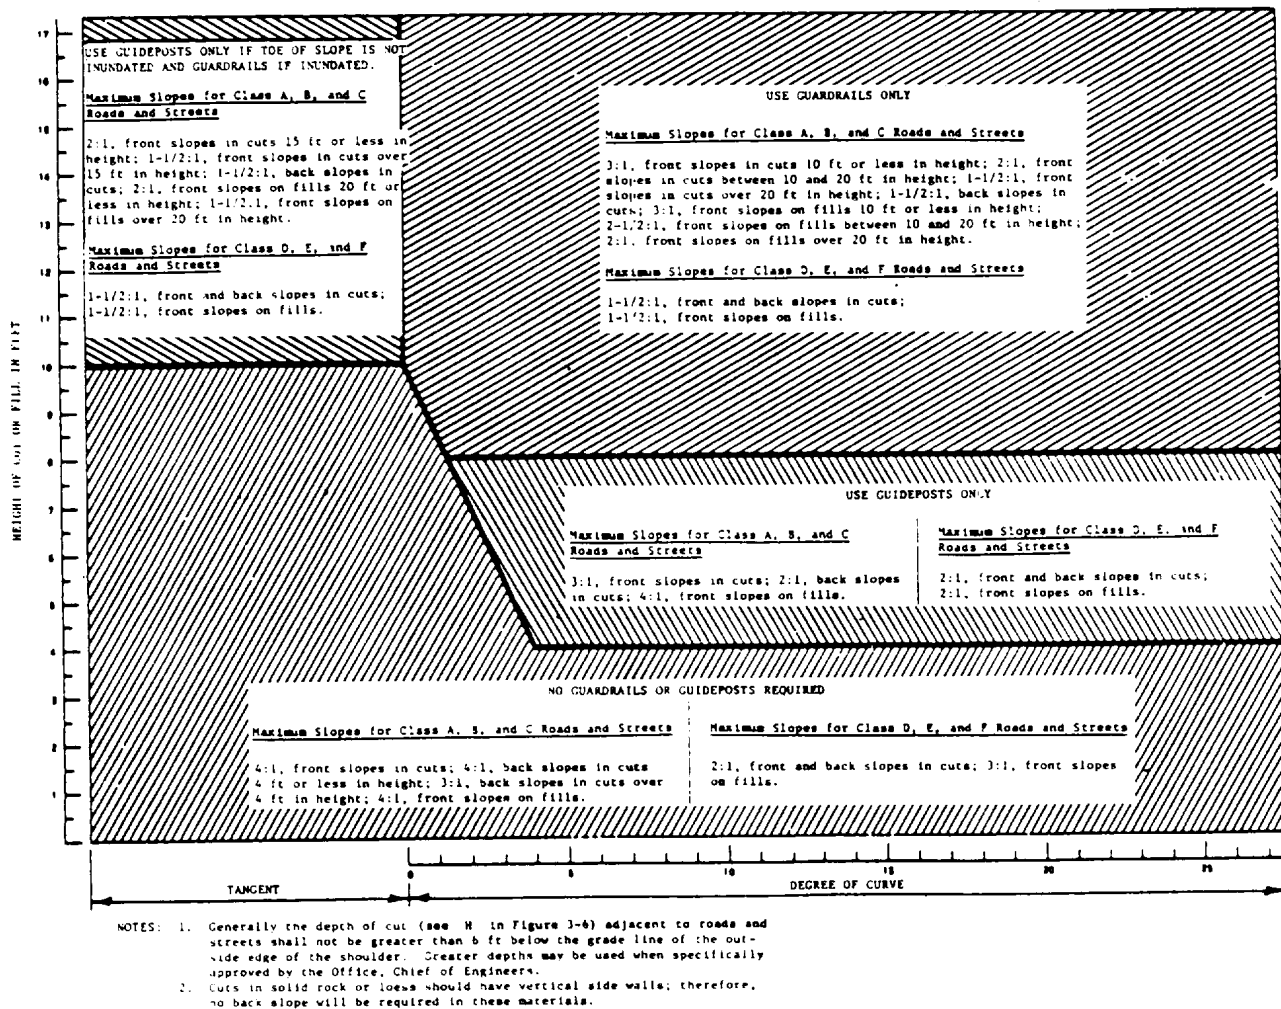 HEIGHT OF CUT OR FILL IN FEET
17
16
15
14
13
12
11
10
9
8
7
6
5
4
3
2
1
USE GUIDEPOSTS ONLY IF TOE OF SLOPE IS NOT
INUNDATED AND GUARDRAILS IF INUNDATED.
Maximum Slopes for Class A, B, and C
Roads and Streets
2:1, front slopes in cuts 15 ft or less in
height; 1-1/2:1, front slopes in cuts over
15 ft in height; 1-1/2:1, back slopes in
cuts; 2:1, front slopes on fills 20 ft or
less in height; 1-1/2:1, front slopes on
fills over 20 ft in height.
Maximum Slopes for Class D, E, and F
Roads and Streets
1-1/2:1, front and back slopes in cuts;
1-1/2:1, front slopes on fills.
USE GUARDRAILS ONLY
Maximum Slopes for Class A, B, and C Roads and Streets
3:1, front slopes in cuts 10 ft or less in height; 2:1, front
slopes in cuts between 10 and 20 ft in height; 1-1/2:1, front
slopes in cuts over 20 ft in height; 1-1/2:1, back slopes in
cuts; 3:1, front slopes on fills 10 ft or less in height;
2-1/2:1, front slopes on fills between 10 and 20 ft in height;
2:1, front slopes on fills over 20 ft in height.
Maximum Slopes for Class D, E, and F Roads and Streets
1-1/2:1, front and back slopes in cuts;
1-1/2:1, front slopes on fills.
USE GUIDEPOSTS ONLY
Maximum Slopes for Class A, B, and C
Roads and Streets
3:1, front slopes in cuts; 2:1, back slopes
in cuts; 4:1, front slopes on fills.
Maximum Slopes for Class D, E, and F
Roads and Streets
2:1, front and back slopes in cuts;
2:1, front slopes on fills.
NO GUARDRAILS OR GUIDEPOSTS REQUIRED
Maximum Slopes for Class A, B, and C Roads and Streets
4:1, front slopes in cuts; 4:1, back slopes in cuts
4 ft or less in height; 3:1, back slopes in cuts over
4 ft in height; 4:1, front slopes on fills.
Maximum Slopes for Class D, E, and F Roads and Streets
2:1, front and back slopes in cuts; 3:1, front slopes
on fills.
0 5 10 15 20 25
TANGENT
DEGREE OF CURVE
NOTES: 1. Generally the depth of cut (see H in Figure 3-6) adjacent to roads and
streets shall not be greater than 6 ft below the grade line of the out-
side edge of the shoulder. Greater depths may be used when specifically
approved by the Office, Chief of Engineers.
2. Cuts in solid rock or loess should have vertical side walls; therefore,
no back slope will be required in these materials.